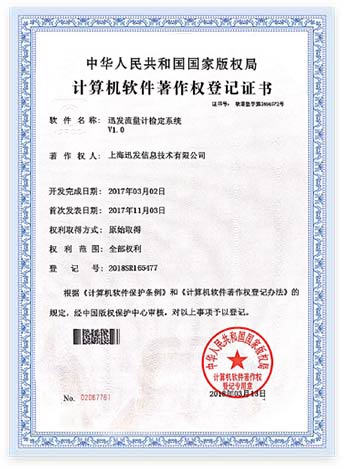 中华人民共和国国家版权局
计算机软件著作权登记证书
证书号： 软著登字第
软件名称： 迅发流量计检定系统
V1.0
著作权人： 上海迅发信息技术有限公司
开发完成日期： 2017年03月02日
首次发表日期： 2017年11月03日
权利取得方式： 原始取得
权利范围： 全部权利
登记号： 2018SR165477
根据《计算机软件保护条例》和《计算机软件著作权登记办法》的
规定，经中国版权保护中心审核，对以上事项予以登记。
中华人民共和国国家版权局
计算机软件著作权
登记专用章
2018年03月13日
No. 02067761